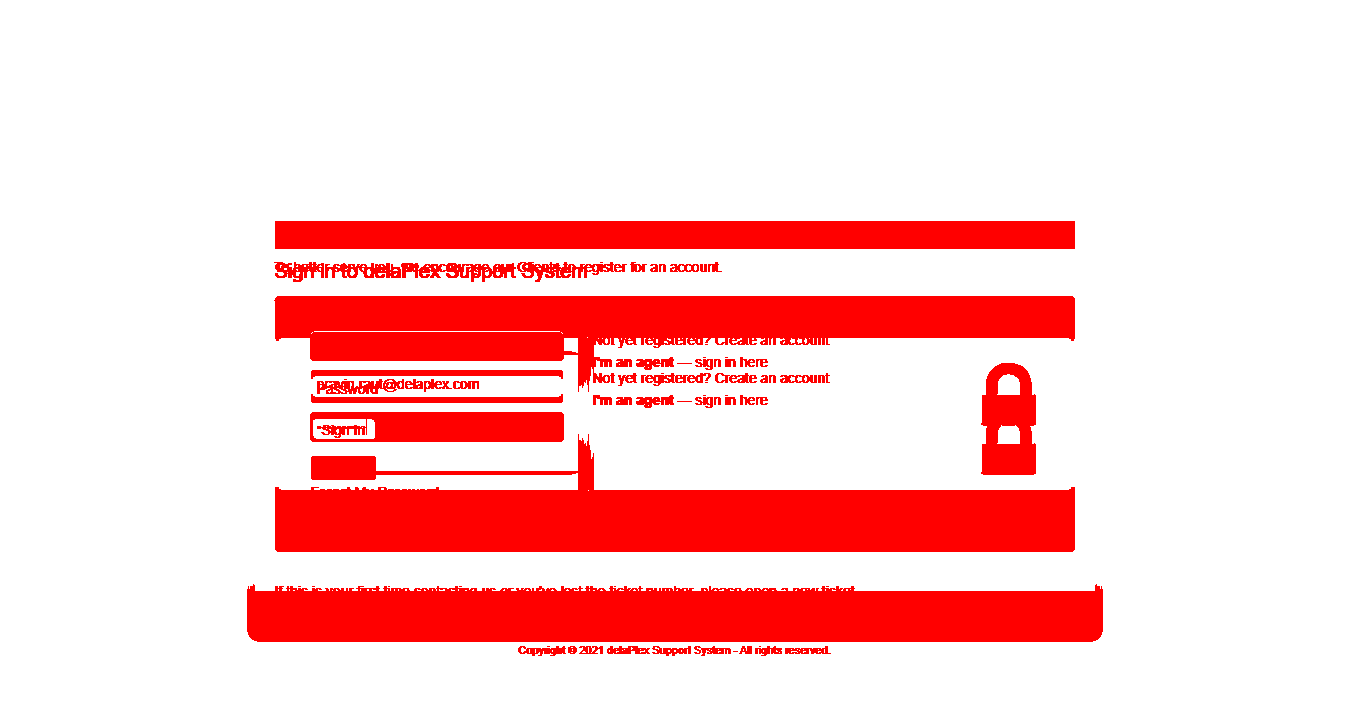 To better serve you, we encourage our Clients to register for an account.
Sign in to delaPlex Support System
Not yet registered? Create an account
I'm an agent — sign in here
Not yet registered? Create an account
I'm an agent — sign in here
pravin.raut@delaplex.com
Password
Sign In
Forgot My Password
If this is your first time contacting us or you've lost the ticket number, please open a new ticket
Copyright © 2021 delaPlex Support System - All rights reserved.